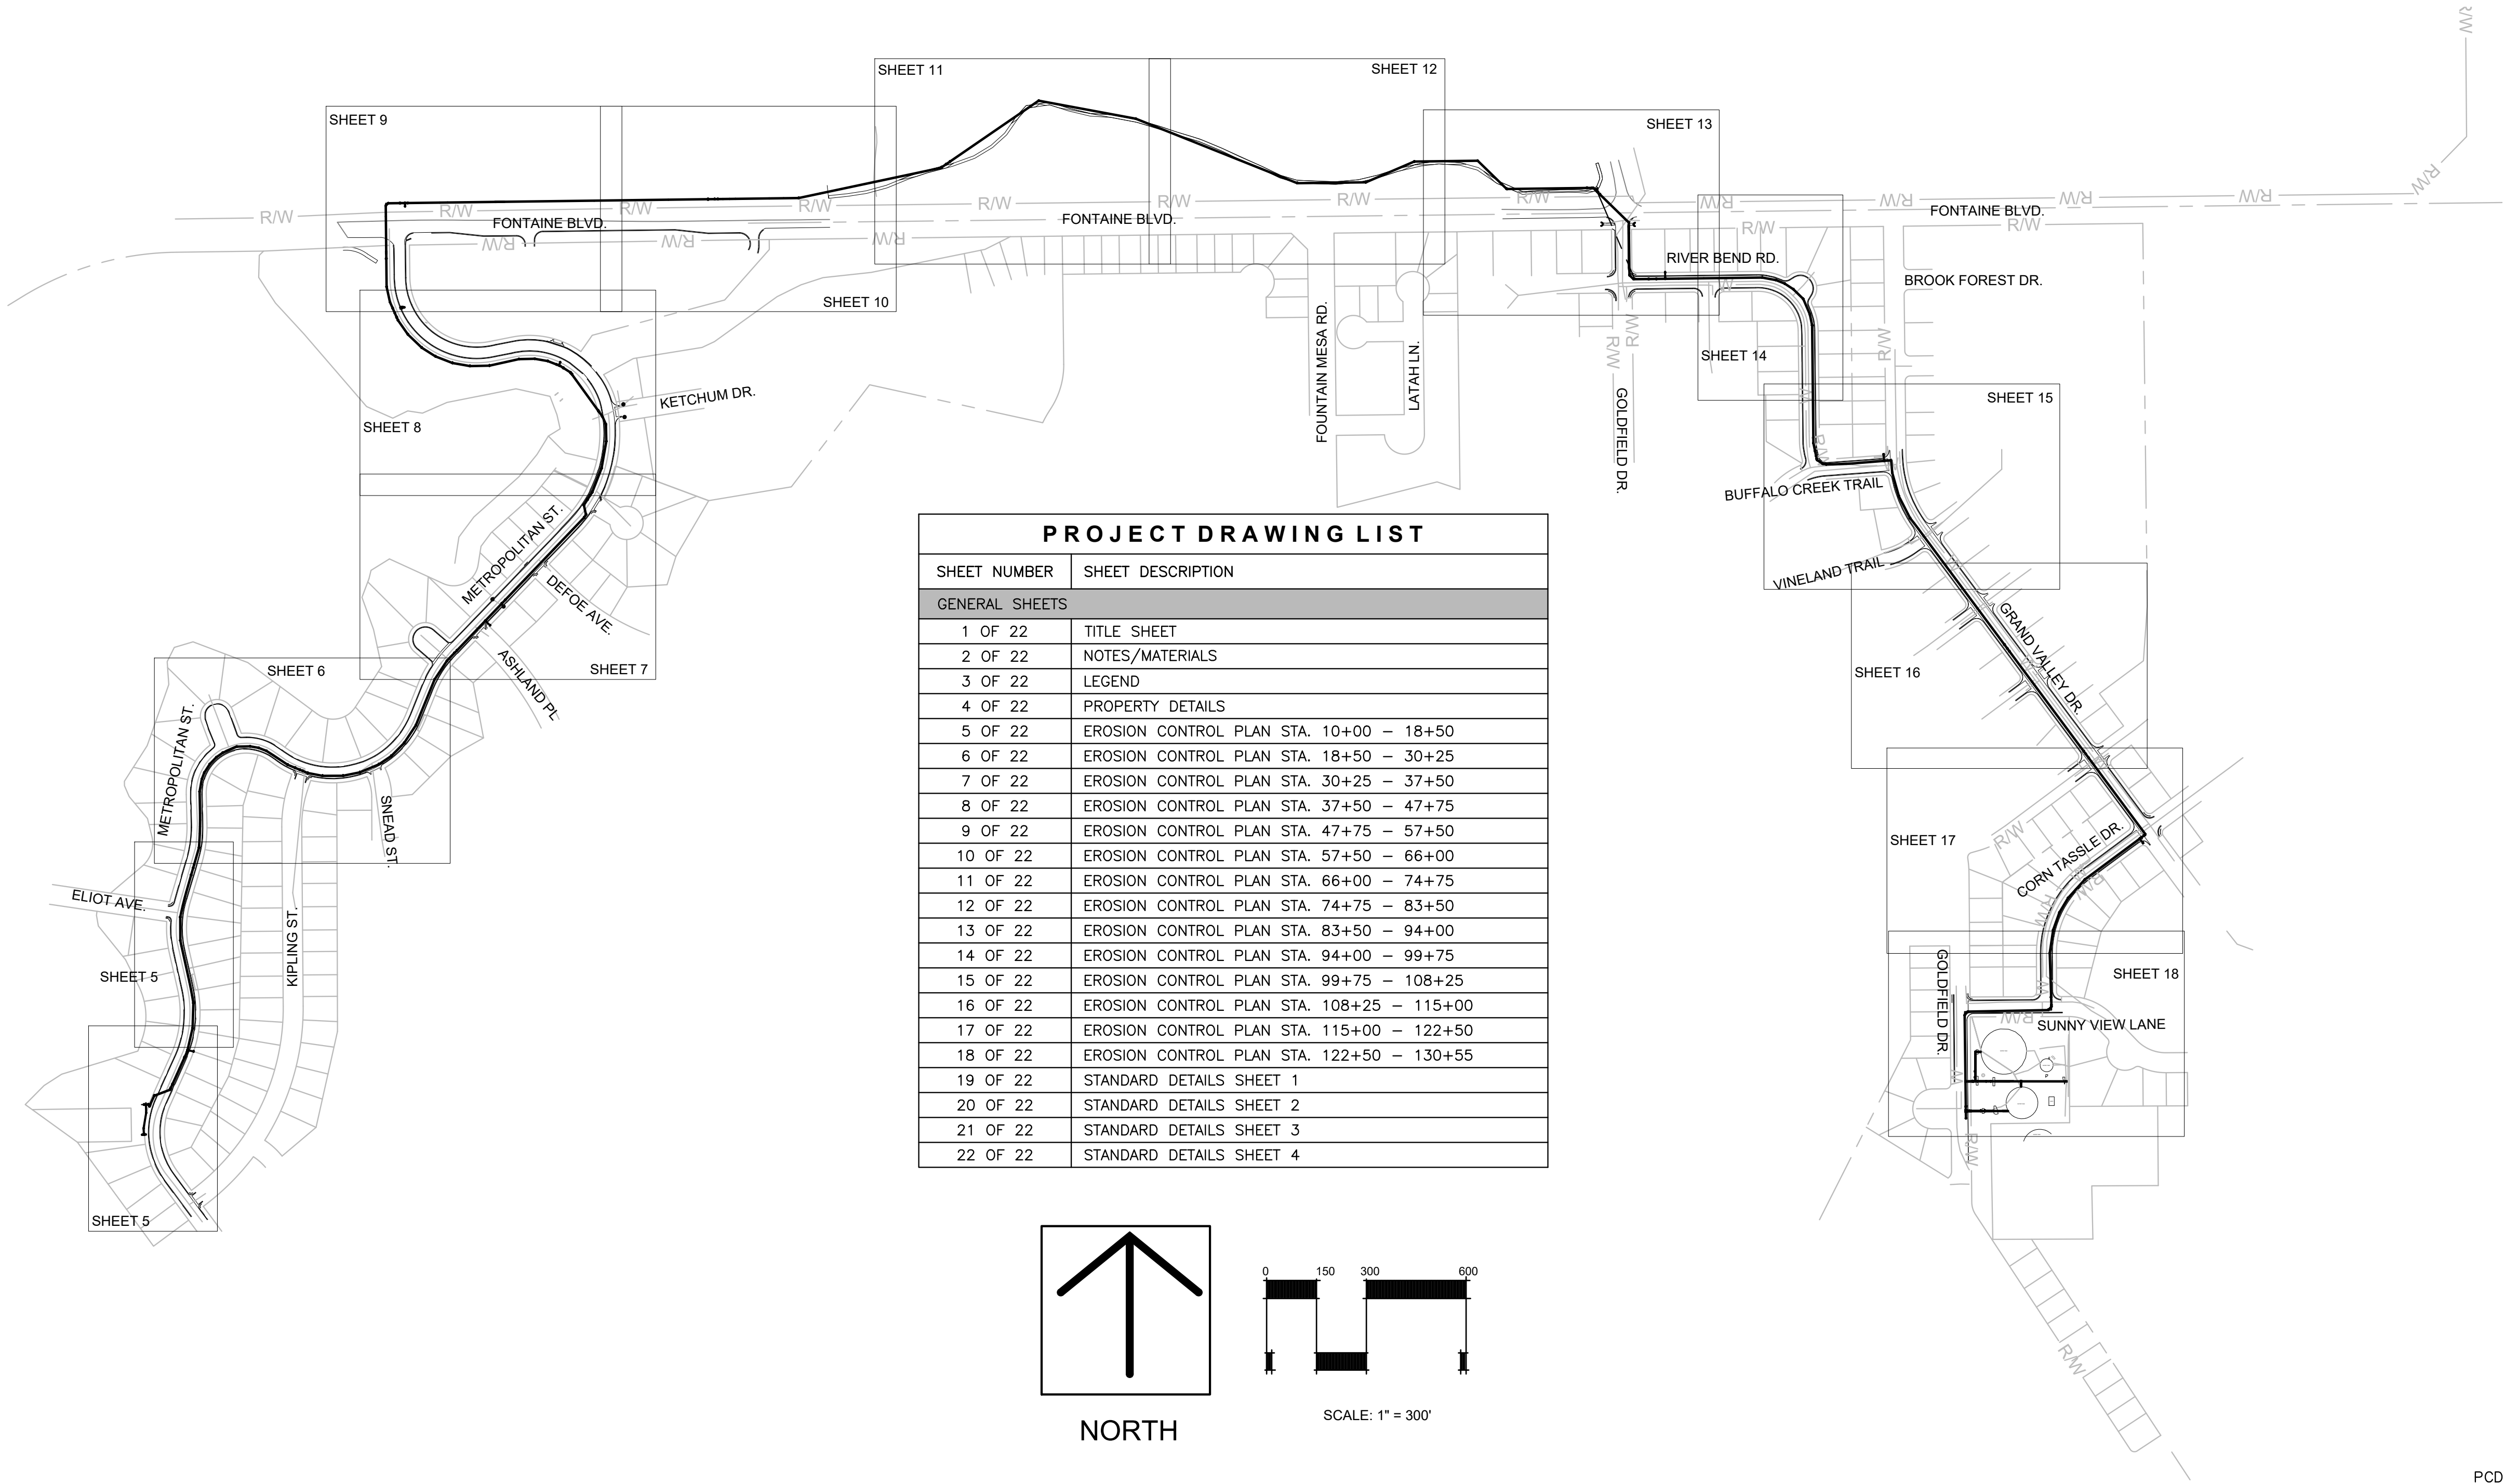 R/W
SHEET 11
SHEET 12
SHEET 9
SHEET 13
R/W
R/W
R/W
R/W
R/W
R/W
R/W
R/W
R/W
R/W
R/W
R/W
R/W
R/W
FONTAINE BLVD.
FONTAINE BLVD.
FONTAINE BLVD.
R/W
R/W
R/W
R/W
R/W
RIVER BEND RD.
BROOK FOREST DR.
SHEET 10
FOUNTAIN MESA RD.
LATAH LN.
R/W
R/W
R/W
GOLDFIELD DR.
SHEET 14
KETCHUM DR.
SHEET 8
SHEET 15
R/W
BUFFALO CREEK TRAIL
METROPOLITAN ST.
DEFOE AVE.
VINELAND TRAIL
GRAND VALLEY DR.
SHEET 6
ASHLAND PL
SHEET 7
SHEET 16
METROPOLITAN ST.
SNEAD ST.
SHEET 17
R/W
CORN TASSLE DR.
R/W
R/W
ELIOT AVE.
KIPLING ST.
SHEET 5
GOLDFIELD DR.
SHEET 18
R/W
SUNNY VIEW LANE
R/W
SHEET 5
R/W
PROJECT DRAWING LIST
SHEET NUMBER SHEET DESCRIPTION
GENERAL SHEETS
1 OF 22 TITLE SHEET
2 OF 22 NOTES/MATERIALS
3 OF 22 LEGEND
4 OF 22 PROPERTY DETAILS
5 OF 22 EROSION CONTROL PLAN STA. 10+00 – 18+50
6 OF 22 EROSION CONTROL PLAN STA. 18+50 – 30+25
7 OF 22 EROSION CONTROL PLAN STA. 30+25 – 37+50
8 OF 22 EROSION CONTROL PLAN STA. 37+50 – 47+75
9 OF 22 EROSION CONTROL PLAN STA. 47+75 – 57+50
10 OF 22 EROSION CONTROL PLAN STA. 57+50 – 66+00
11 OF 22 EROSION CONTROL PLAN STA. 66+00 – 74+75
12 OF 22 EROSION CONTROL PLAN STA. 74+75 – 83+50
13 OF 22 EROSION CONTROL PLAN STA. 83+50 – 94+00
14 OF 22 EROSION CONTROL PLAN STA. 94+00 – 99+75
15 OF 22 EROSION CONTROL PLAN STA. 99+75 – 108+25
16 OF 22 EROSION CONTROL PLAN STA. 108+25 – 115+00
17 OF 22 EROSION CONTROL PLAN STA. 115+00 – 122+50
18 OF 22 EROSION CONTROL PLAN STA. 122+50 – 130+55
19 OF 22 STANDARD DETAILS SHEET 1
20 OF 22 STANDARD DETAILS SHEET 2
21 OF 22 STANDARD DETAILS SHEET 3
22 OF 22 STANDARD DETAILS SHEET 4
NORTH
0 150 300 600
SCALE: 1" = 300'
PCD